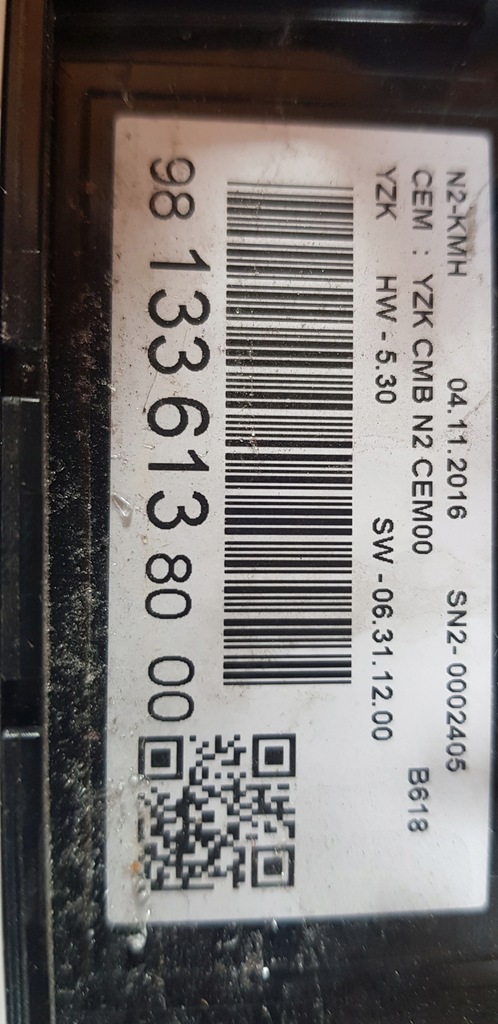 N2-KMH 04.11.2016 SN2-0002405
CEM : YZK CMB N2 CEM00 B618
YZK HW - 5.30 SW - 06.31.12.00
98 133 613 80 00